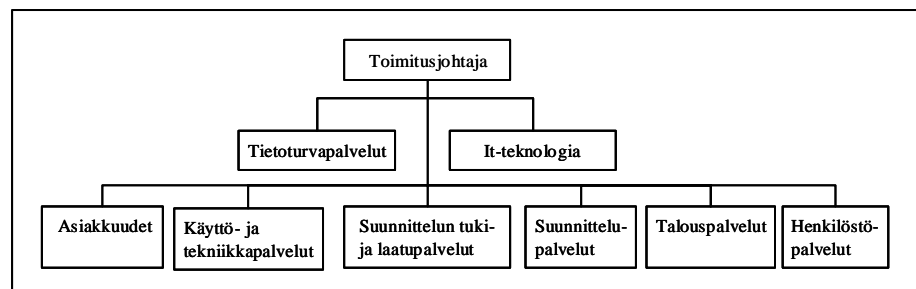 Toimitusjohtaja
Tietoturvapalvelut
It-teknologia
Asiakkuudet
Käyttö- ja
tekniikkapalvelut
Suunnittelun tuki-
ja laatupalvelut
Suunnittelu-
palvelut
Talouspalvelut
Henkilöstö-
palvelut